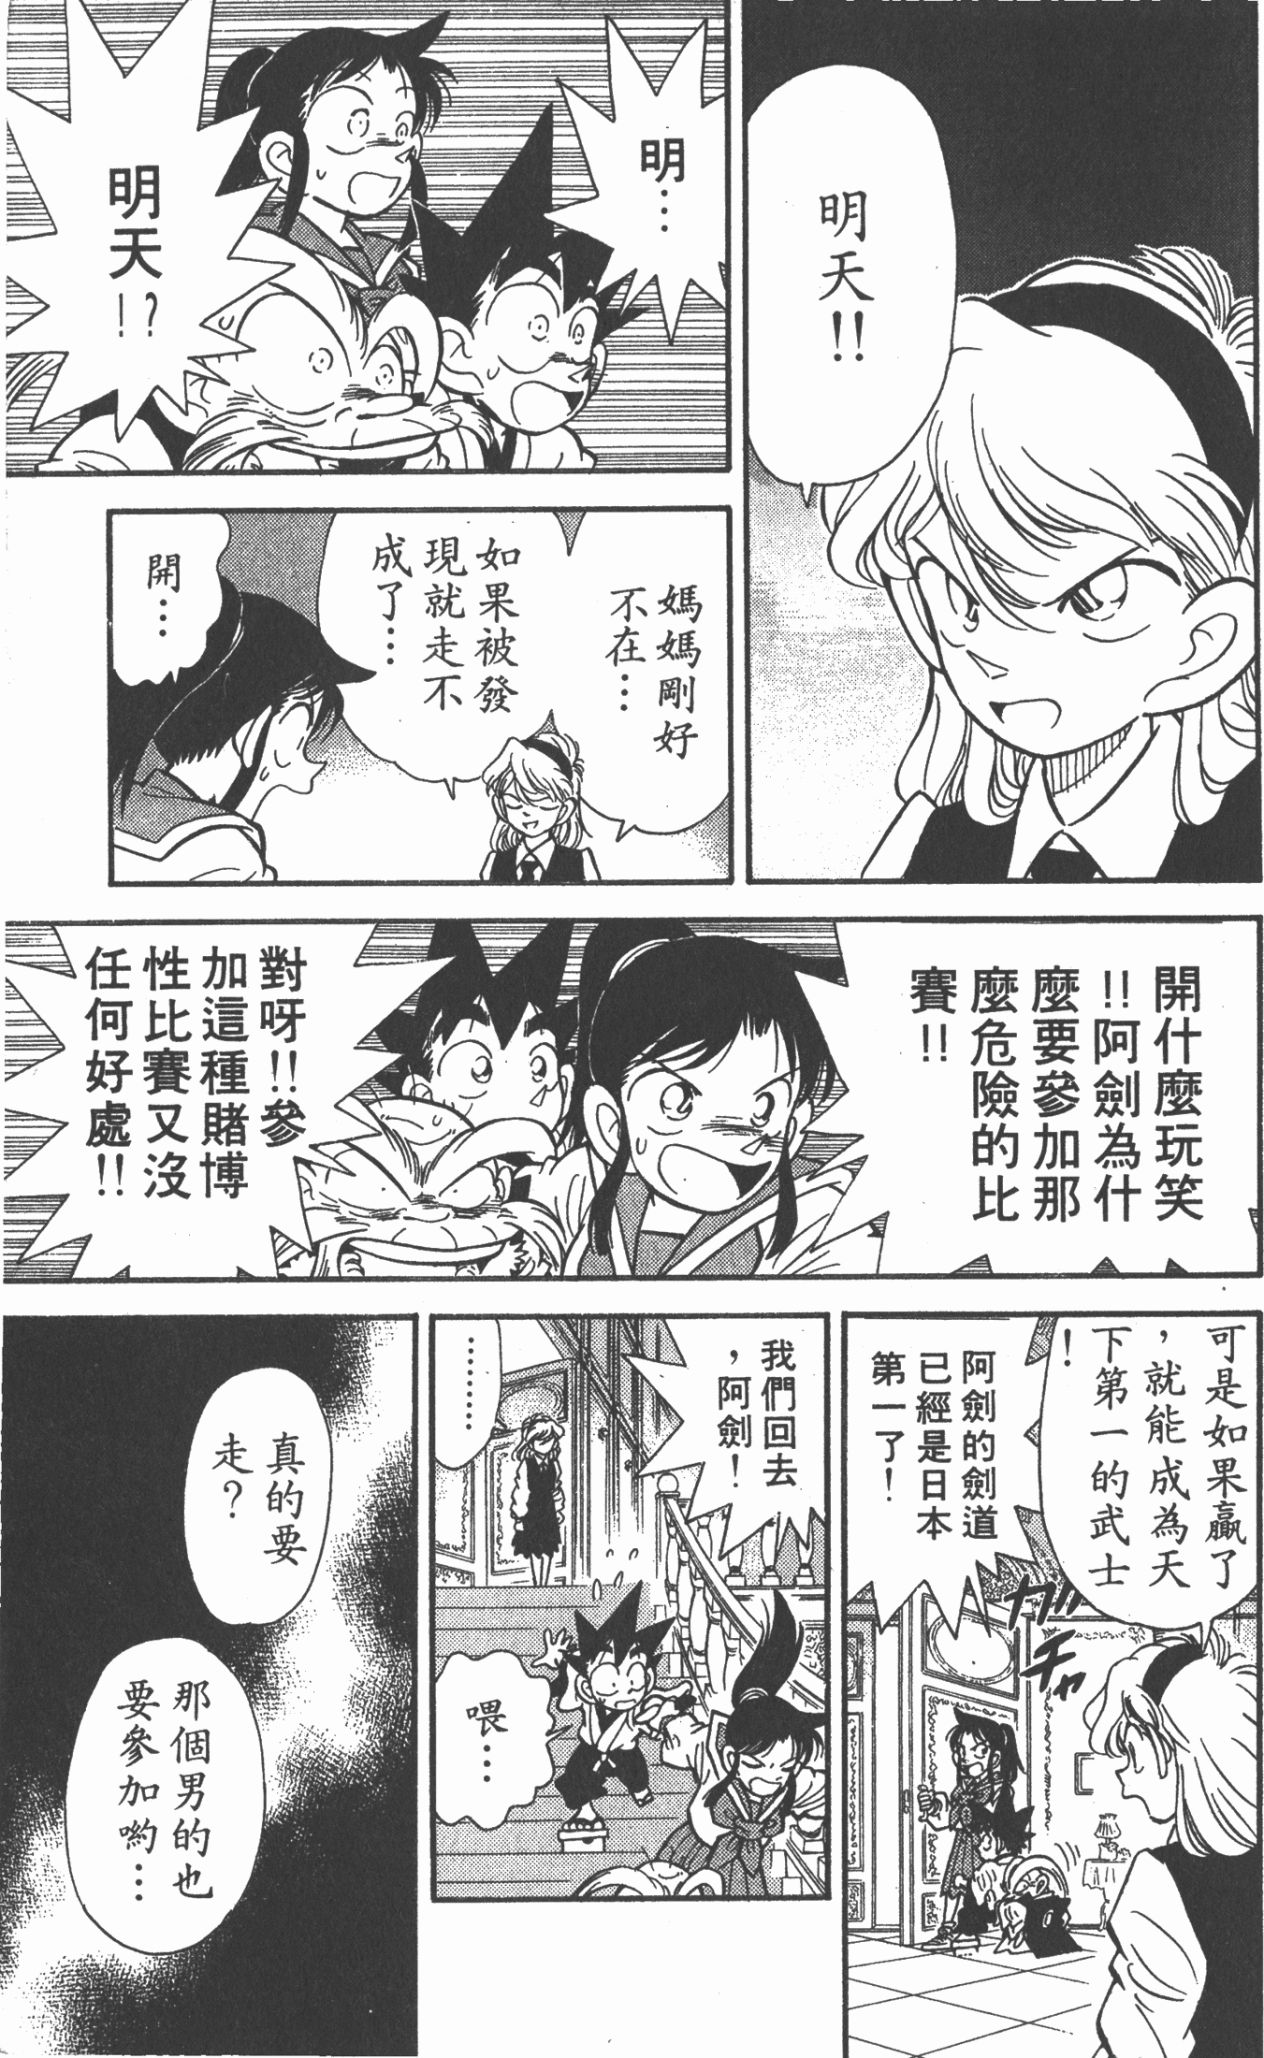 明天!!
明…
明天!?
媽媽剛好
不在…
如果被發
現就走不
成了…
開…
開什麼玩笑
!!阿劍為什
麼要參加那
麼危險的比
賽!!
對呀!!參
加這種賭博
性比賽又沒
任何好處!!
可是如果贏了
，就能成為天
下第一的武士
！
阿劍的劍道
已經是日本
第一了！
カッ
チャ
我們回去
，阿劍！
………
喂…
真的要
走？
那個男的也
要參加喲…